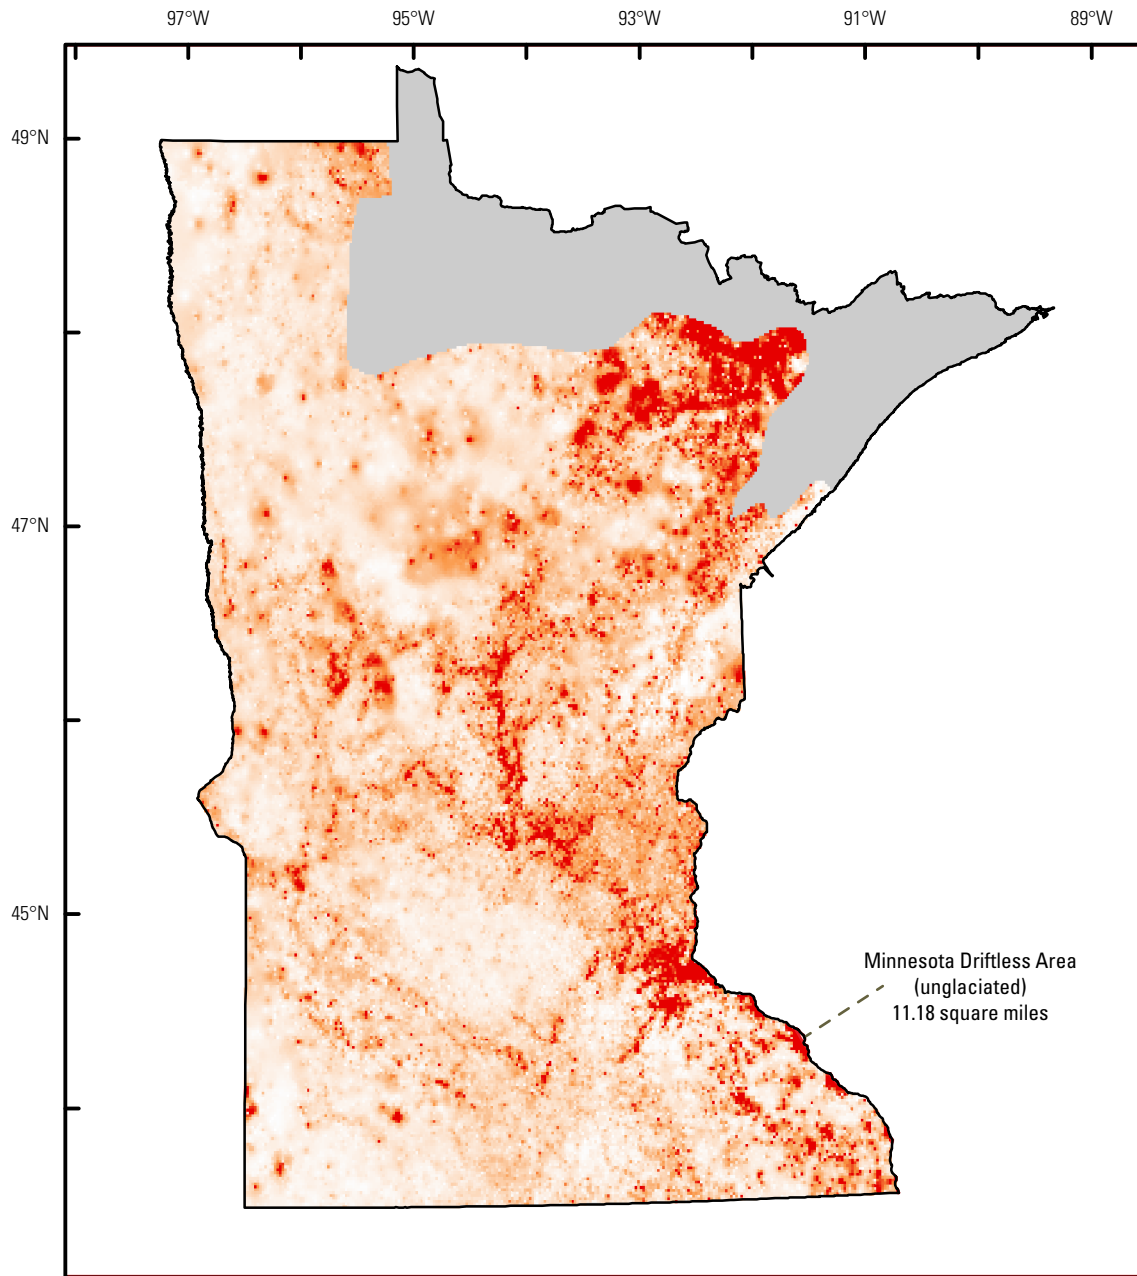 97°W 95°W 93°W 91°W 89°W
49°N
47°N
45°N
Minnesota Driftless Area
(unglaciated)
11.18 square miles